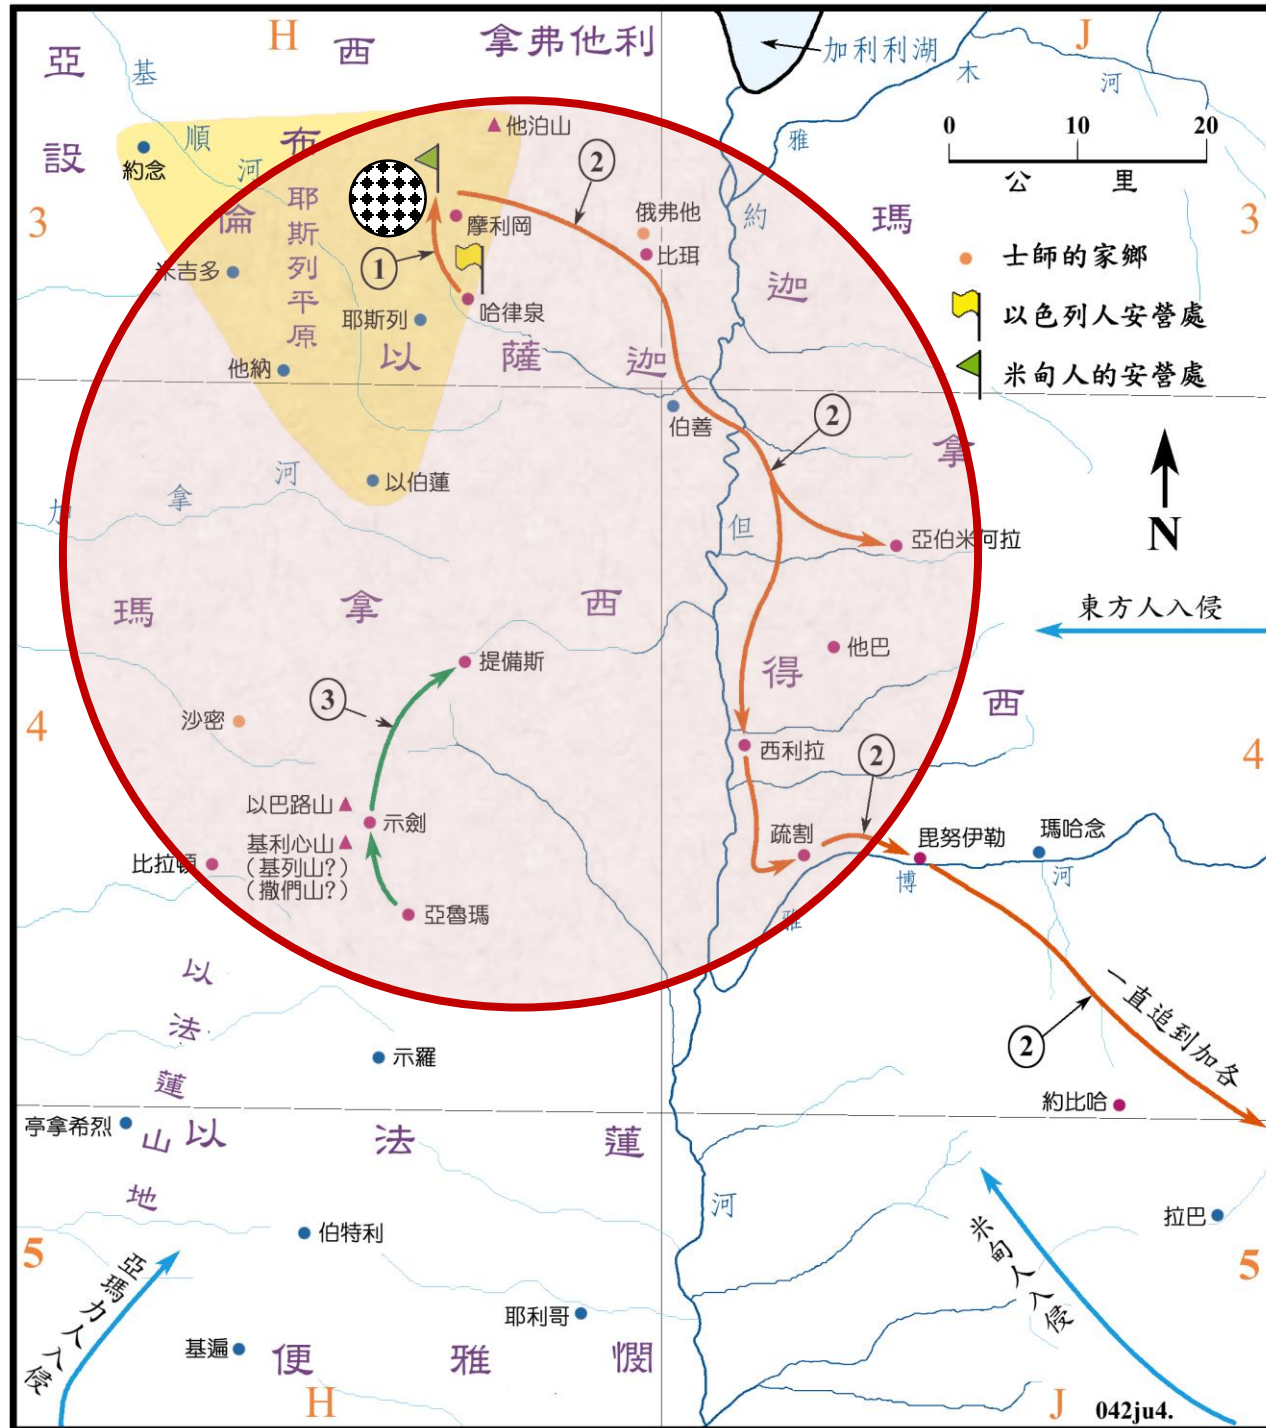 H
西
拿弗他利
加利利湖
J
亞
設
基
順
河
布
倫
他泊山
木
河
雅
0 10 20
公 里
約念
耶斯列平原
②
約
瑪
3
3
俄弗他
摩利岡
比珥
①
士師的家鄉
米吉多
迦
哈律泉
以色列人安營處
耶斯列
以 薩 迦
他納
米甸人的安營處
伯善
②
拿
以伯蓮
加 拿 河
但
亞伯米何拉
N
瑪 拿 西
東方人入侵
提備斯
他巴
得
西
③
沙密
4
4
西利拉
②
以巴路山
示劍
疏割
毘努伊勒
瑪哈念
基利心山
(基列山?)
(撒們山?)
比拉頓
博
河
亞魯瑪
雅
以法蓮山地
一直追到加各
②
示羅
約比哈
亭拿希烈
以 法 蓮
河
拉巴
伯特利
5
5
亞瑪力人入侵
米甸人入侵
耶利哥
基遍
便 雅 憫
H
J
042ju4.